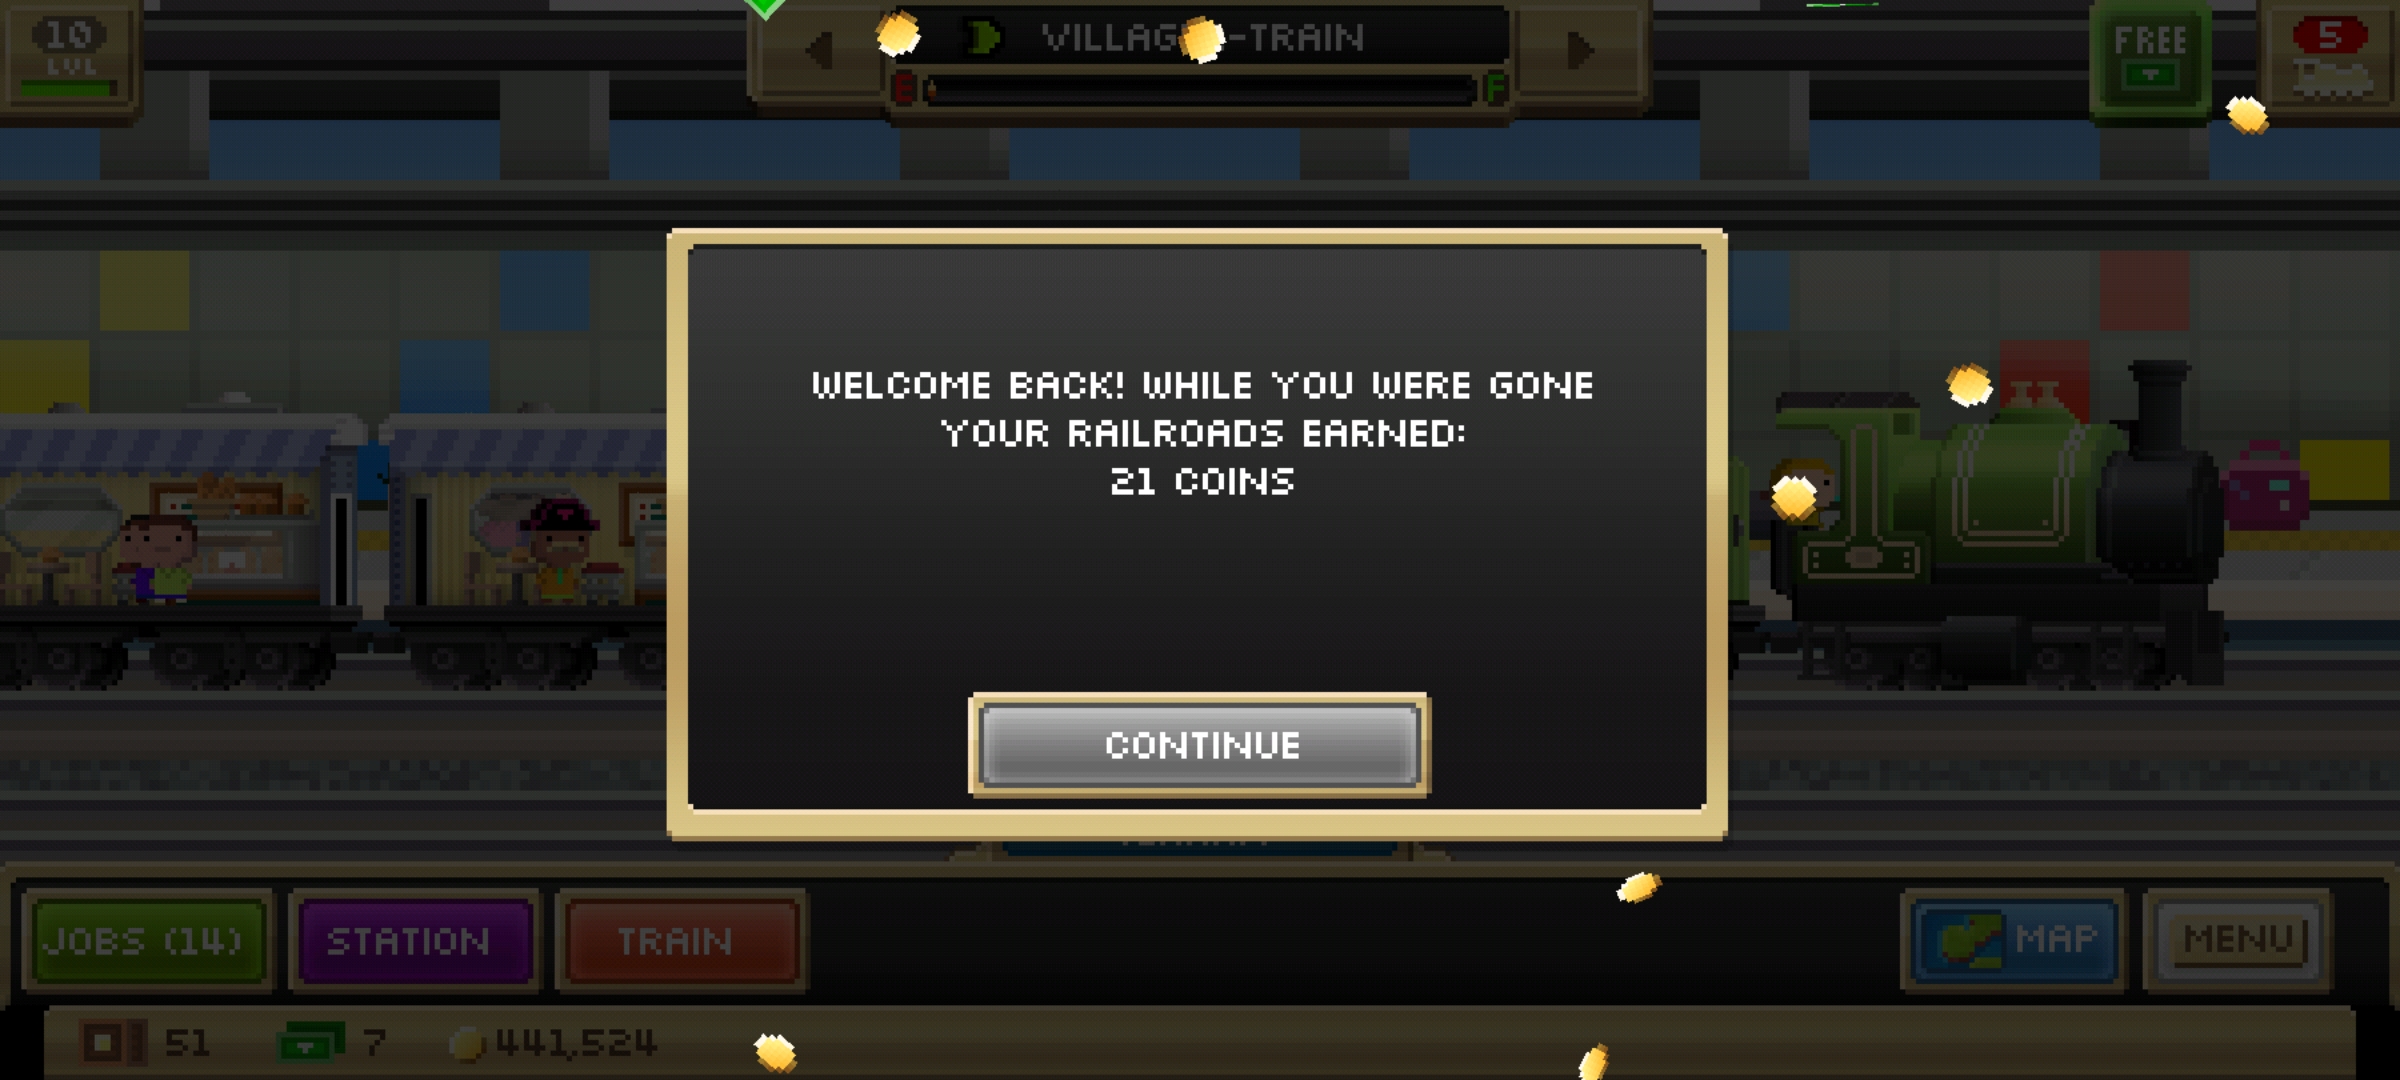 10
LVL
VILLAG -TRAIN
E
F
FREE
5
WELCOME BACK! WHILE YOU WERE GONE
YOUR RAILROADS EARNED:
21 COINS
CONTINUE
JOBS (14)
STATION
TRAIN
MAP
MENU
51
7
441,524